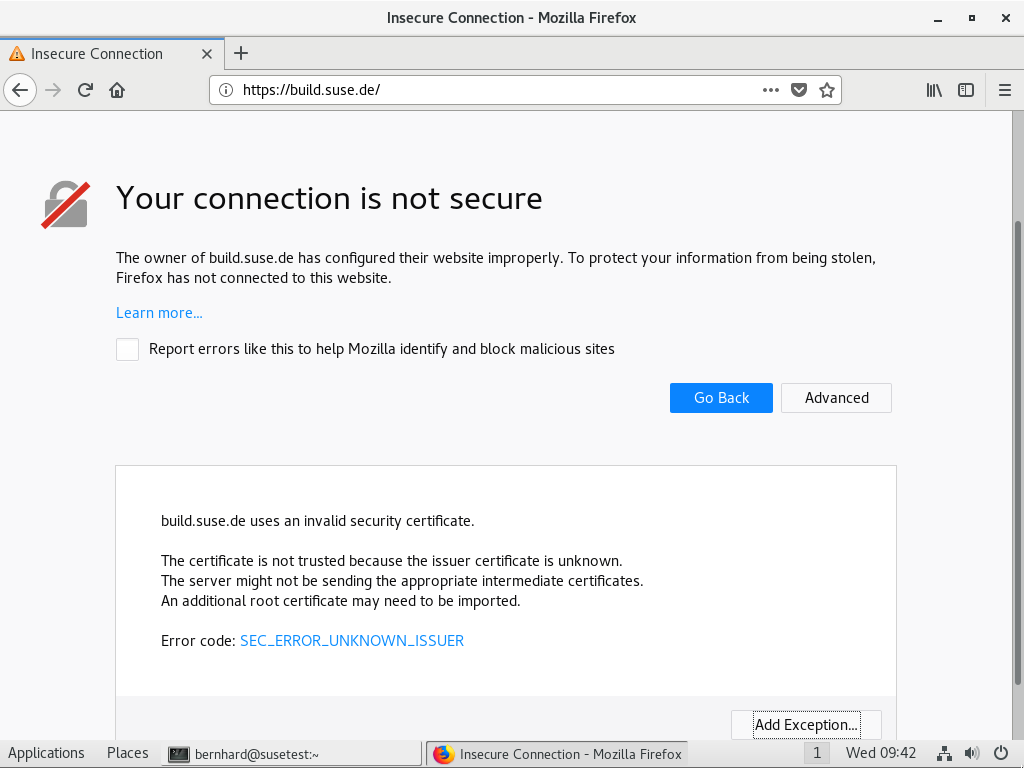 Insecure Connection - Mozilla Firefox
Insecure Connection
https://build.suse.de/
Your connection is not secure
The owner of build.suse.de has configured their website improperly. To protect your information from being stolen,
Firefox has not connected to this website.
Learn more...
Report errors like this to help Mozilla identify and block malicious sites
Go Back
Advanced
build.suse.de uses an invalid security certificate.
The certificate is not trusted because the issuer certificate is unknown.
The server might not be sending the appropriate intermediate certificates.
An additional root certificate may need to be imported.
Error code: SEC_ERROR_UNKNOWN_ISSUER
Add Exception...
Applications
Places
bernhard@susetest:~
Insecure Connection - Mozilla Firefox
1
Wed 09:42